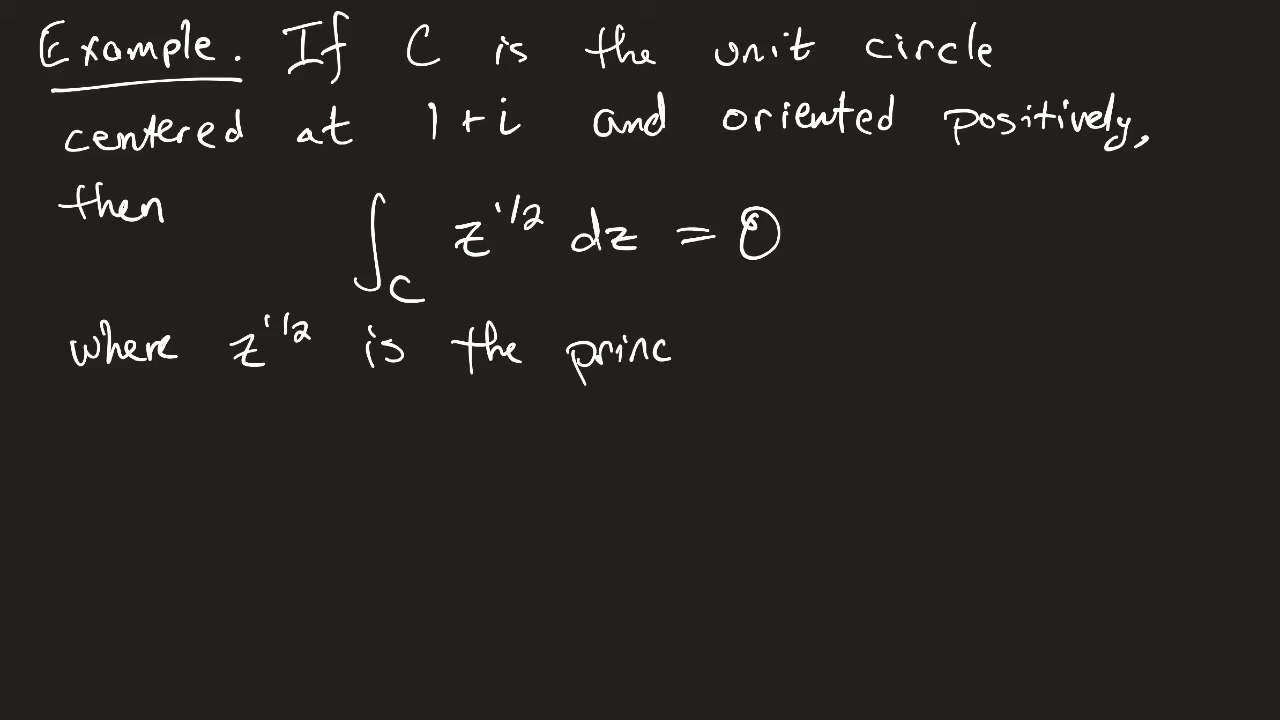 Example. If C is the unit circle
centered at 1+i and oriented positively,
then ∫_C z^{1/2} dz = 0
where z^{1/2} is the princ